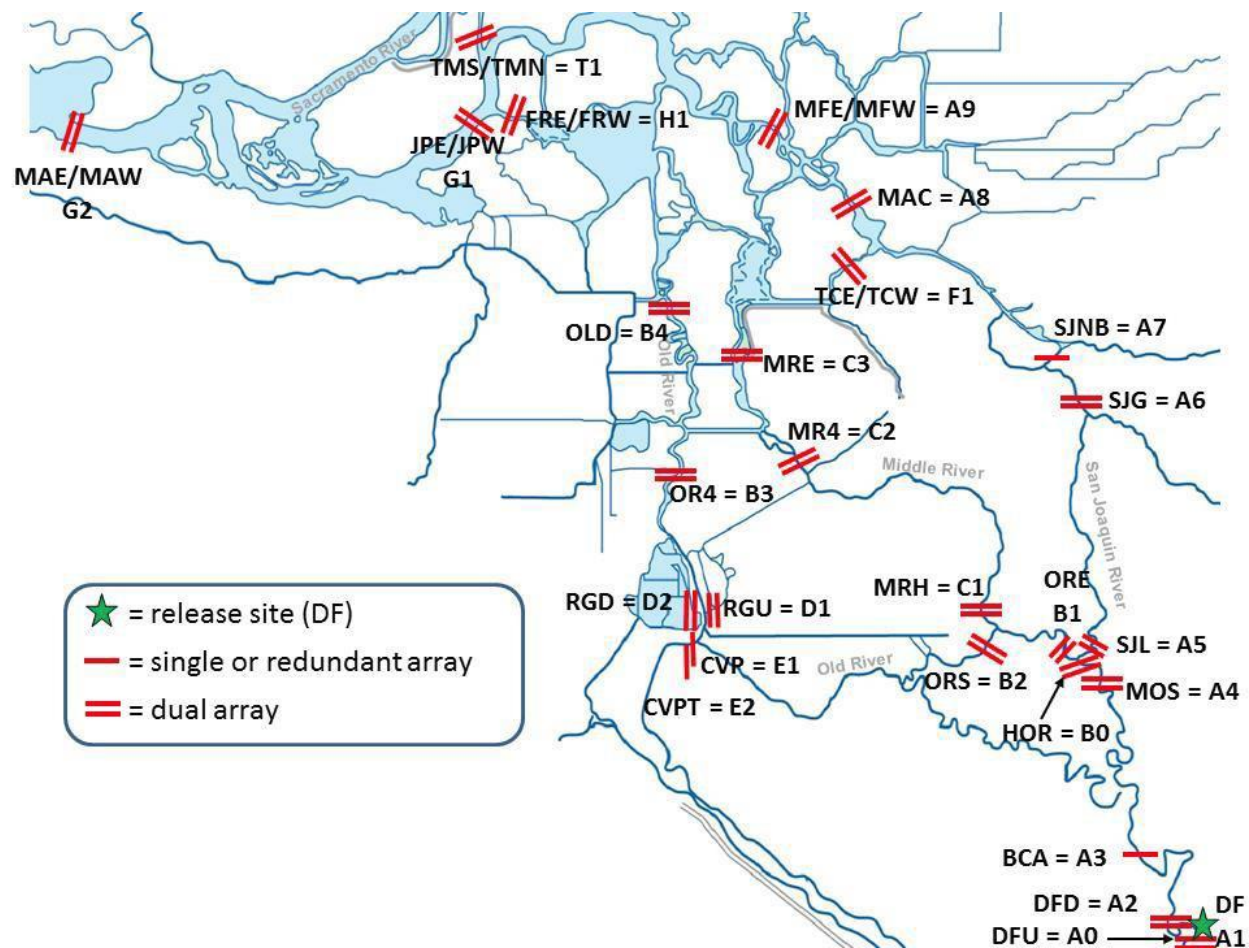 Sacramento River
TMS/TMN = T1
MFE/MFW = A9
FRE/FRW = H1
JPE/JPW
G1
MAE/MAW
G2
MAC = A8
TCE/TCW = F1
OLD = B4
Old River
SJNB = A7
MRE = C3
SJG = A6
MR4 = C2
Middle River
OR4 = B3
San Joaquin River
ORE
B1
MRH = C1
RGD = D2
RGU = D1
SJL = A5
CVP = E1
Old River
ORS = B2
MOS = A4
CVPT = E2
HOR = B0
= release site (DF)
= single or redundant array
= dual array
BCA = A3
DFD = A2
DF
DFU = A0
A1